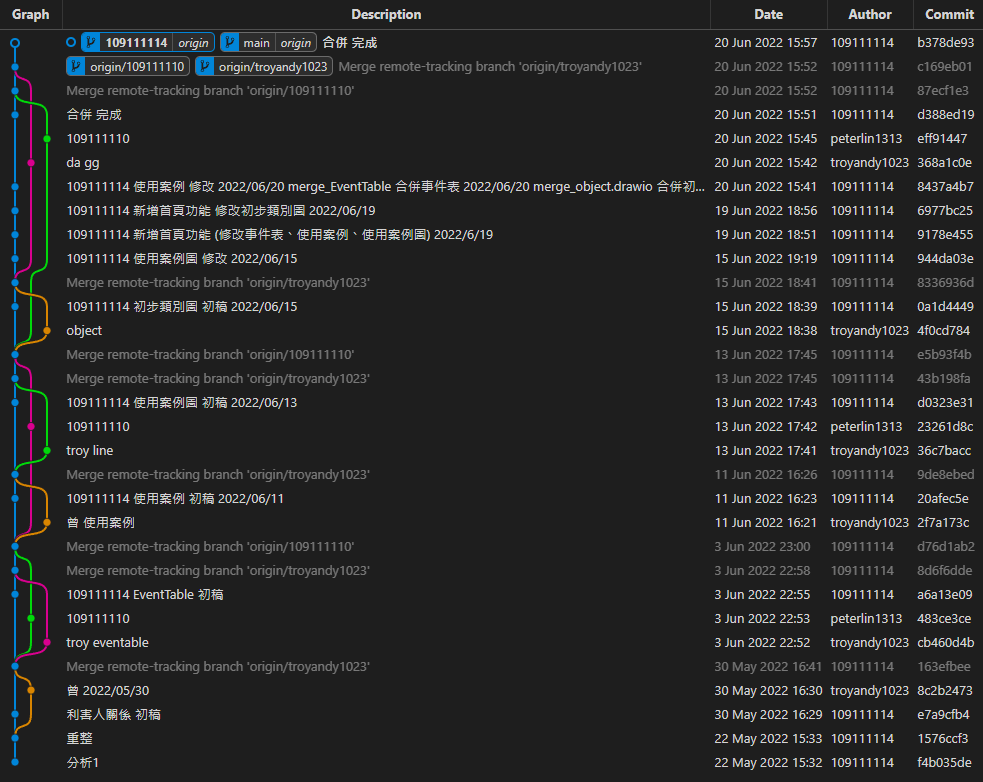 Graph Description Date Author Commit
109111114 origin main origin 合併 完成 20 Jun 2022 15:57 109111114 b378de93
origin/109111110 origin/troyandy1023 Merge remote-tracking branch 'origin/troyandy1023' 20 Jun 2022 15:52 109111114 c169eb01
Merge remote-tracking branch 'origin/109111110' 20 Jun 2022 15:52 109111114 87ecf1e3
合併 完成 20 Jun 2022 15:51 109111114 d388ed19
109111110 20 Jun 2022 15:45 peterlin1313 eff91447
da gg 20 Jun 2022 15:42 troyandy1023 368a1c0e
109111114 使用案例 修改 2022/06/20 merge_EventTable 合併事件表 2022/06/20 merge_object.drawio 合併初... 20 Jun 2022 15:41 109111114 8437a4b7
109111114 新增首頁功能 修改初步類別圖 2022/06/19 19 Jun 2022 18:56 109111114 6977bc25
109111114 新增首頁功能 (修改事件表、使用案例、使用案例圖) 2022/6/19 19 Jun 2022 18:51 109111114 9178e455
109111114 使用案例圖 修改 2022/06/15 15 Jun 2022 19:19 109111114 944da03e
Merge remote-tracking branch 'origin/troyandy1023' 15 Jun 2022 18:41 109111114 8336936d
109111114 初步類別圖 初稿 2022/06/15 15 Jun 2022 18:39 109111114 0a1d4449
object 15 Jun 2022 18:38 troyandy1023 4f0cd784
Merge remote-tracking branch 'origin/109111110' 13 Jun 2022 17:45 109111114 e5b93f4b
Merge remote-tracking branch 'origin/troyandy1023' 13 Jun 2022 17:45 109111114 43b198fa
109111114 使用案例圖 初稿 2022/06/13 13 Jun 2022 17:43 109111114 d0323e31
109111110 13 Jun 2022 17:42 peterlin1313 23261d8c
troy line 13 Jun 2022 17:41 troyandy1023 36c7bacc
Merge remote-tracking branch 'origin/troyandy1023' 11 Jun 2022 16:26 109111114 9de8ebed
109111114 使用案例 初稿 2022/06/11 11 Jun 2022 16:23 109111114 20afec5e
曾 使用案例 11 Jun 2022 16:21 troyandy1023 2f7a173c
Merge remote-tracking branch 'origin/109111110' 3 Jun 2022 23:00 109111114 d76d1ab2
Merge remote-tracking branch 'origin/troyandy1023' 3 Jun 2022 22:58 109111114 8d6f6dde
109111114 EventTable 初稿 3 Jun 2022 22:55 109111114 a6a13e09
109111110 3 Jun 2022 22:53 peterlin1313 483ce3ce
troy eventable 3 Jun 2022 22:52 troyandy1023 cb460d4b
Merge remote-tracking branch 'origin/troyandy1023' 30 May 2022 16:41 109111114 163efbee
曾 2022/05/30 30 May 2022 16:30 troyandy1023 8c2b2473
利害人關係 初稿 30 May 2022 16:29 109111114 e7a9cfb4
重整 22 May 2022 15:33 109111114 1576ccf3
分析1 22 May 2022 15:32 109111114 f4b035de